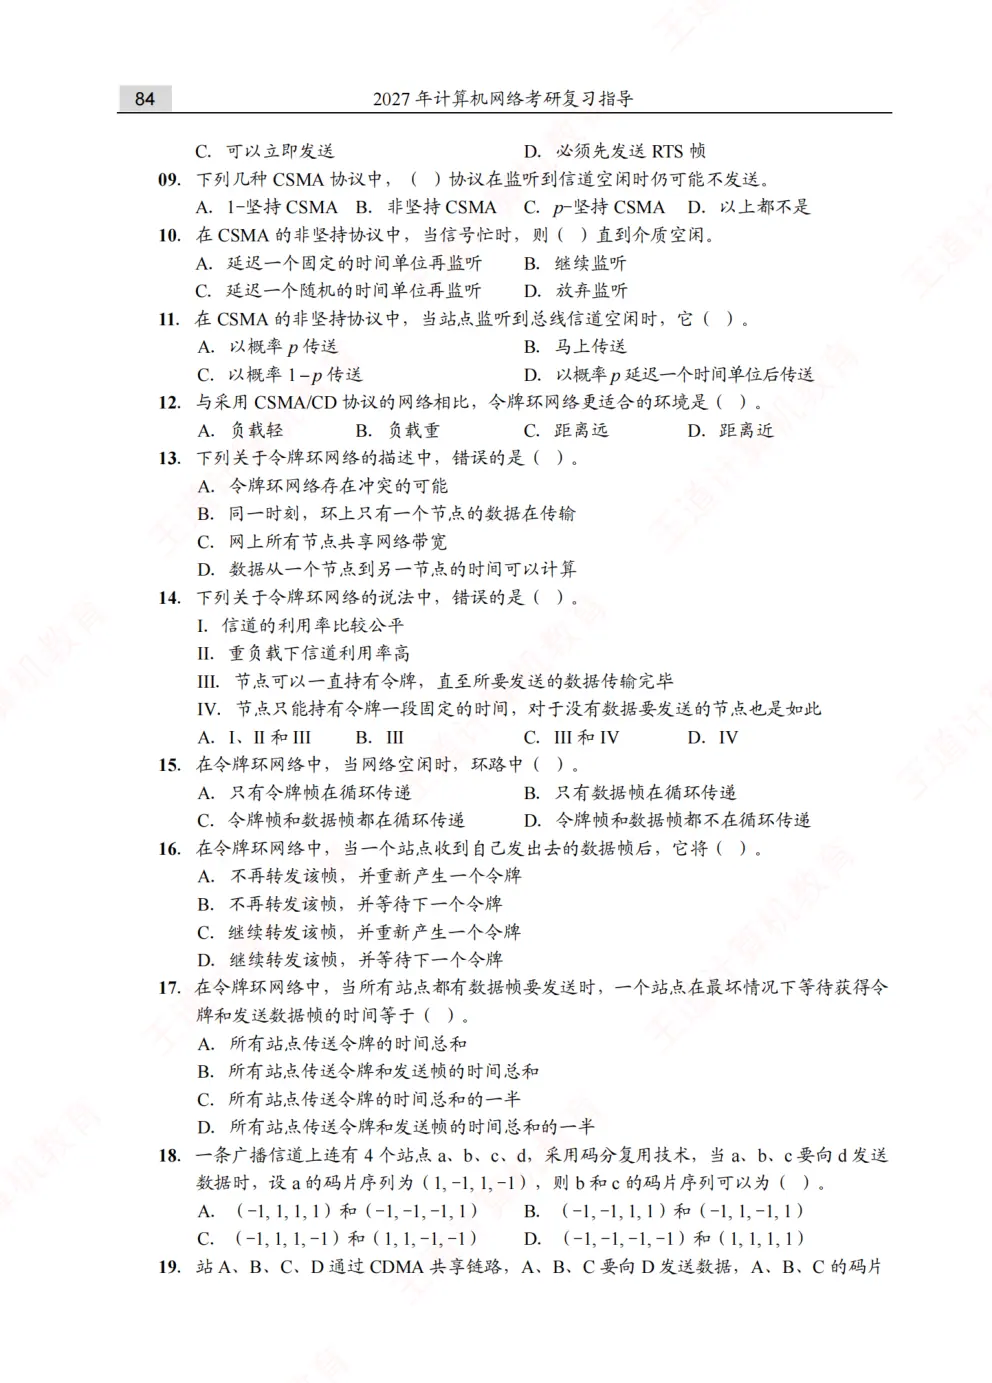 84
2027 年计算机网络考研复习指导
C. 可以立即发送 D. 必须先发送 RTS 帧
09. 下列几种 CSMA 协议中，（ ）协议在监听到信道空闲时仍可能不发送。
A. 1-坚持 CSMA B. 非坚持 CSMA C. p-坚持 CSMA D. 以上都不是
10. 在 CSMA 的非坚持协议中，当信号忙时，则（ ）直到介质空闲。
A. 延迟一个固定的时间单位再监听 B. 继续监听
C. 延迟一个随机的时间单位再监听 D. 放弃监听
11. 在 CSMA 的非坚持协议中，当站点监听到总线信道空闲时，它（ ）。
A. 以概率 p 传送 B. 马上传送
C. 以概率 1－p 传送 D. 以概率 p 延迟一个时间单位后传送
12. 与采用 CSMA/CD 协议的网络相比，令牌环网络更适合的环境是（ ）。
A. 负载轻 B. 负载重 C. 距离远 D. 距离近
13. 下列关于令牌环网络的描述中，错误的是（ ）。
A. 令牌环网络存在冲突的可能
B. 同一时刻，环上只有一个节点的数据在传输
C. 网上所有节点共享网络带宽
D. 数据从一个节点到另一节点的时间可以计算
14. 下列关于令牌环网络的说法中，错误的是（ ）。
I. 信道的利用率比较公平
II. 重负载下信道利用率高
III. 节点可以一直持有令牌，直至所要发送的数据传输完毕
IV. 节点只能持有令牌一段固定的时间，对于没有数据要发送的节点也是如此
A. I、II 和 III B. III C. III 和 IV D. IV
15. 在令牌环网络中，当网络空闲时，环路中（ ）。
A. 只有令牌帧在循环传递 B. 只有数据帧在循环传递
C. 令牌帧和数据帧都在循环传递 D. 令牌帧和数据帧都不在循环传递
16. 在令牌环网络中，当一个站点收到自己发出去的数据帧后，它将（ ）。
A. 不再转发该帧，并重新产生一个令牌
B. 不再转发该帧，并等待下一个令牌
C. 继续转发该帧，并重新产生一个令牌
D. 继续转发该帧，并等待下一个令牌
17. 在令牌环网络中，当所有站点都有数据帧要发送时，一个站点在最坏情况下等待获得令
牌和发送数据帧的时间等于（ ）。
A. 所有站点传送令牌的时间总和
B. 所有站点传送令牌和发送帧的时间总和
C. 所有站点传送令牌的时间总和的一半
D. 所有站点传送令牌和发送帧的时间总和的一半
18. 一条广播信道上连有 4 个站点 a、b、c、d，采用码分复用技术，当 a、b、c 要向 d 发送
数据时，设 a 的码片序列为（1, -1, 1, -1），则 b 和 c 的码片序列可以为（ ）。
A. （-1, 1, 1, 1）和（-1, -1, -1, 1） B. （-1, -1, 1, 1）和（-1, 1, -1, 1）
C. （-1, 1, 1, -1）和（1, 1, -1, -1） D. （-1, -1, -1, -1）和（1, 1, 1, 1）
19. 站 A、B、C、D 通过 CDMA 共享链路，A、B、C 要向 D 发送数据，A、B、C 的码片
王道计算机教育